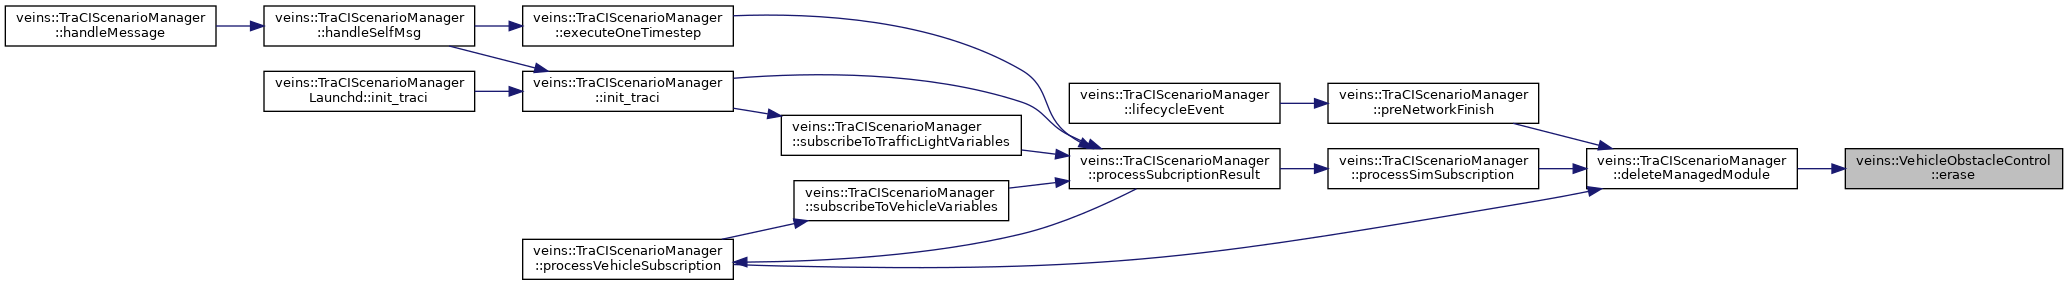 veins::TraCIScenarioManager
::handleMessage
veins::TraCIScenarioManager
::handleSelfMsg
veins::TraCIScenarioManager
::executeOneTimestep
veins::TraCIScenarioManager
Launchd::init_traci
veins::TraCIScenarioManager
::init_traci
veins::TraCIScenarioManager
::subscribeToTrafficLightVariables
veins::TraCIScenarioManager
::subscribeToVehicleVariables
veins::TraCIScenarioManager
::processVehicleSubscription
veins::TraCIScenarioManager
::lifecycleEvent
veins::TraCIScenarioManager
::processSubcriptionResult
veins::TraCIScenarioManager
::preNetworkFinish
veins::TraCIScenarioManager
::processSimSubscription
veins::TraCIScenarioManager
::deleteManagedModule
veins::VehicleObstacleControl
::erase